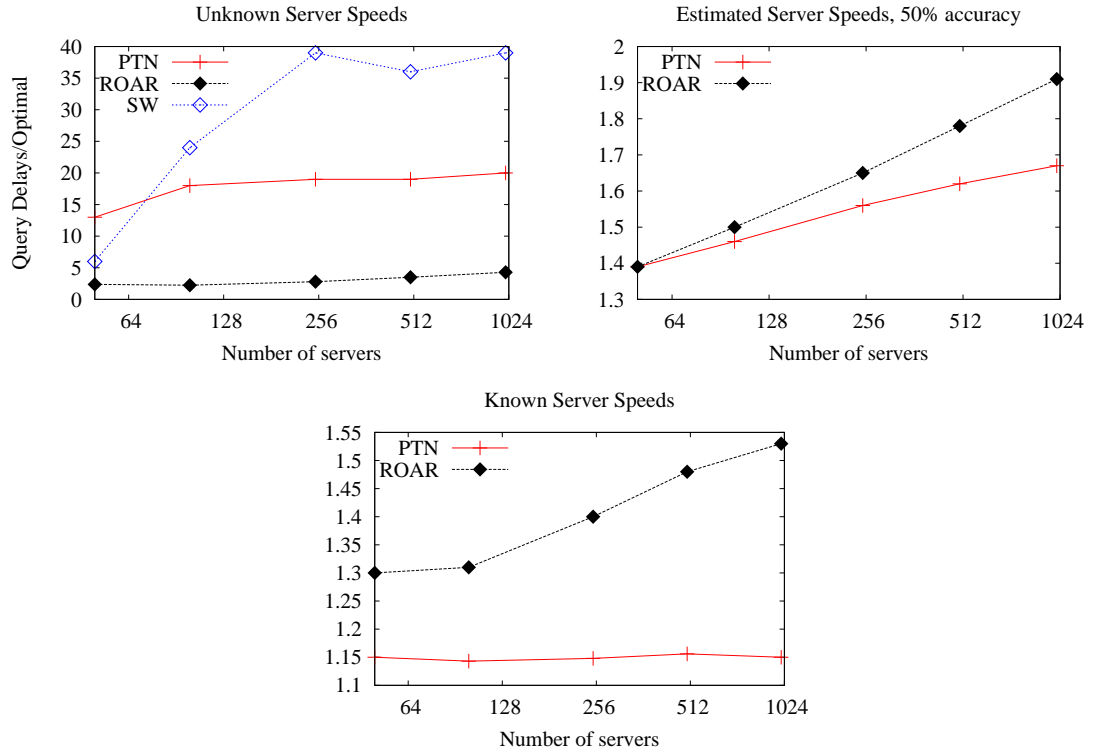 Unknown Server Speeds
Query Delays/Optimal
40
35
30
25
20
15
10
5
0
PTN
ROAR
SW
64 128 256 512 1024
Number of servers
Estimated Server Speeds, 50% accuracy
2
1.9
1.8
1.7
1.6
1.5
1.4
1.3
PTN
ROAR
64 128 256 512 1024
Number of servers
Known Server Speeds
1.55
1.5
1.45
1.4
1.35
1.3
1.25
1.2
1.15
1.1
PTN
ROAR
64 128 256 512 1024
Number of servers